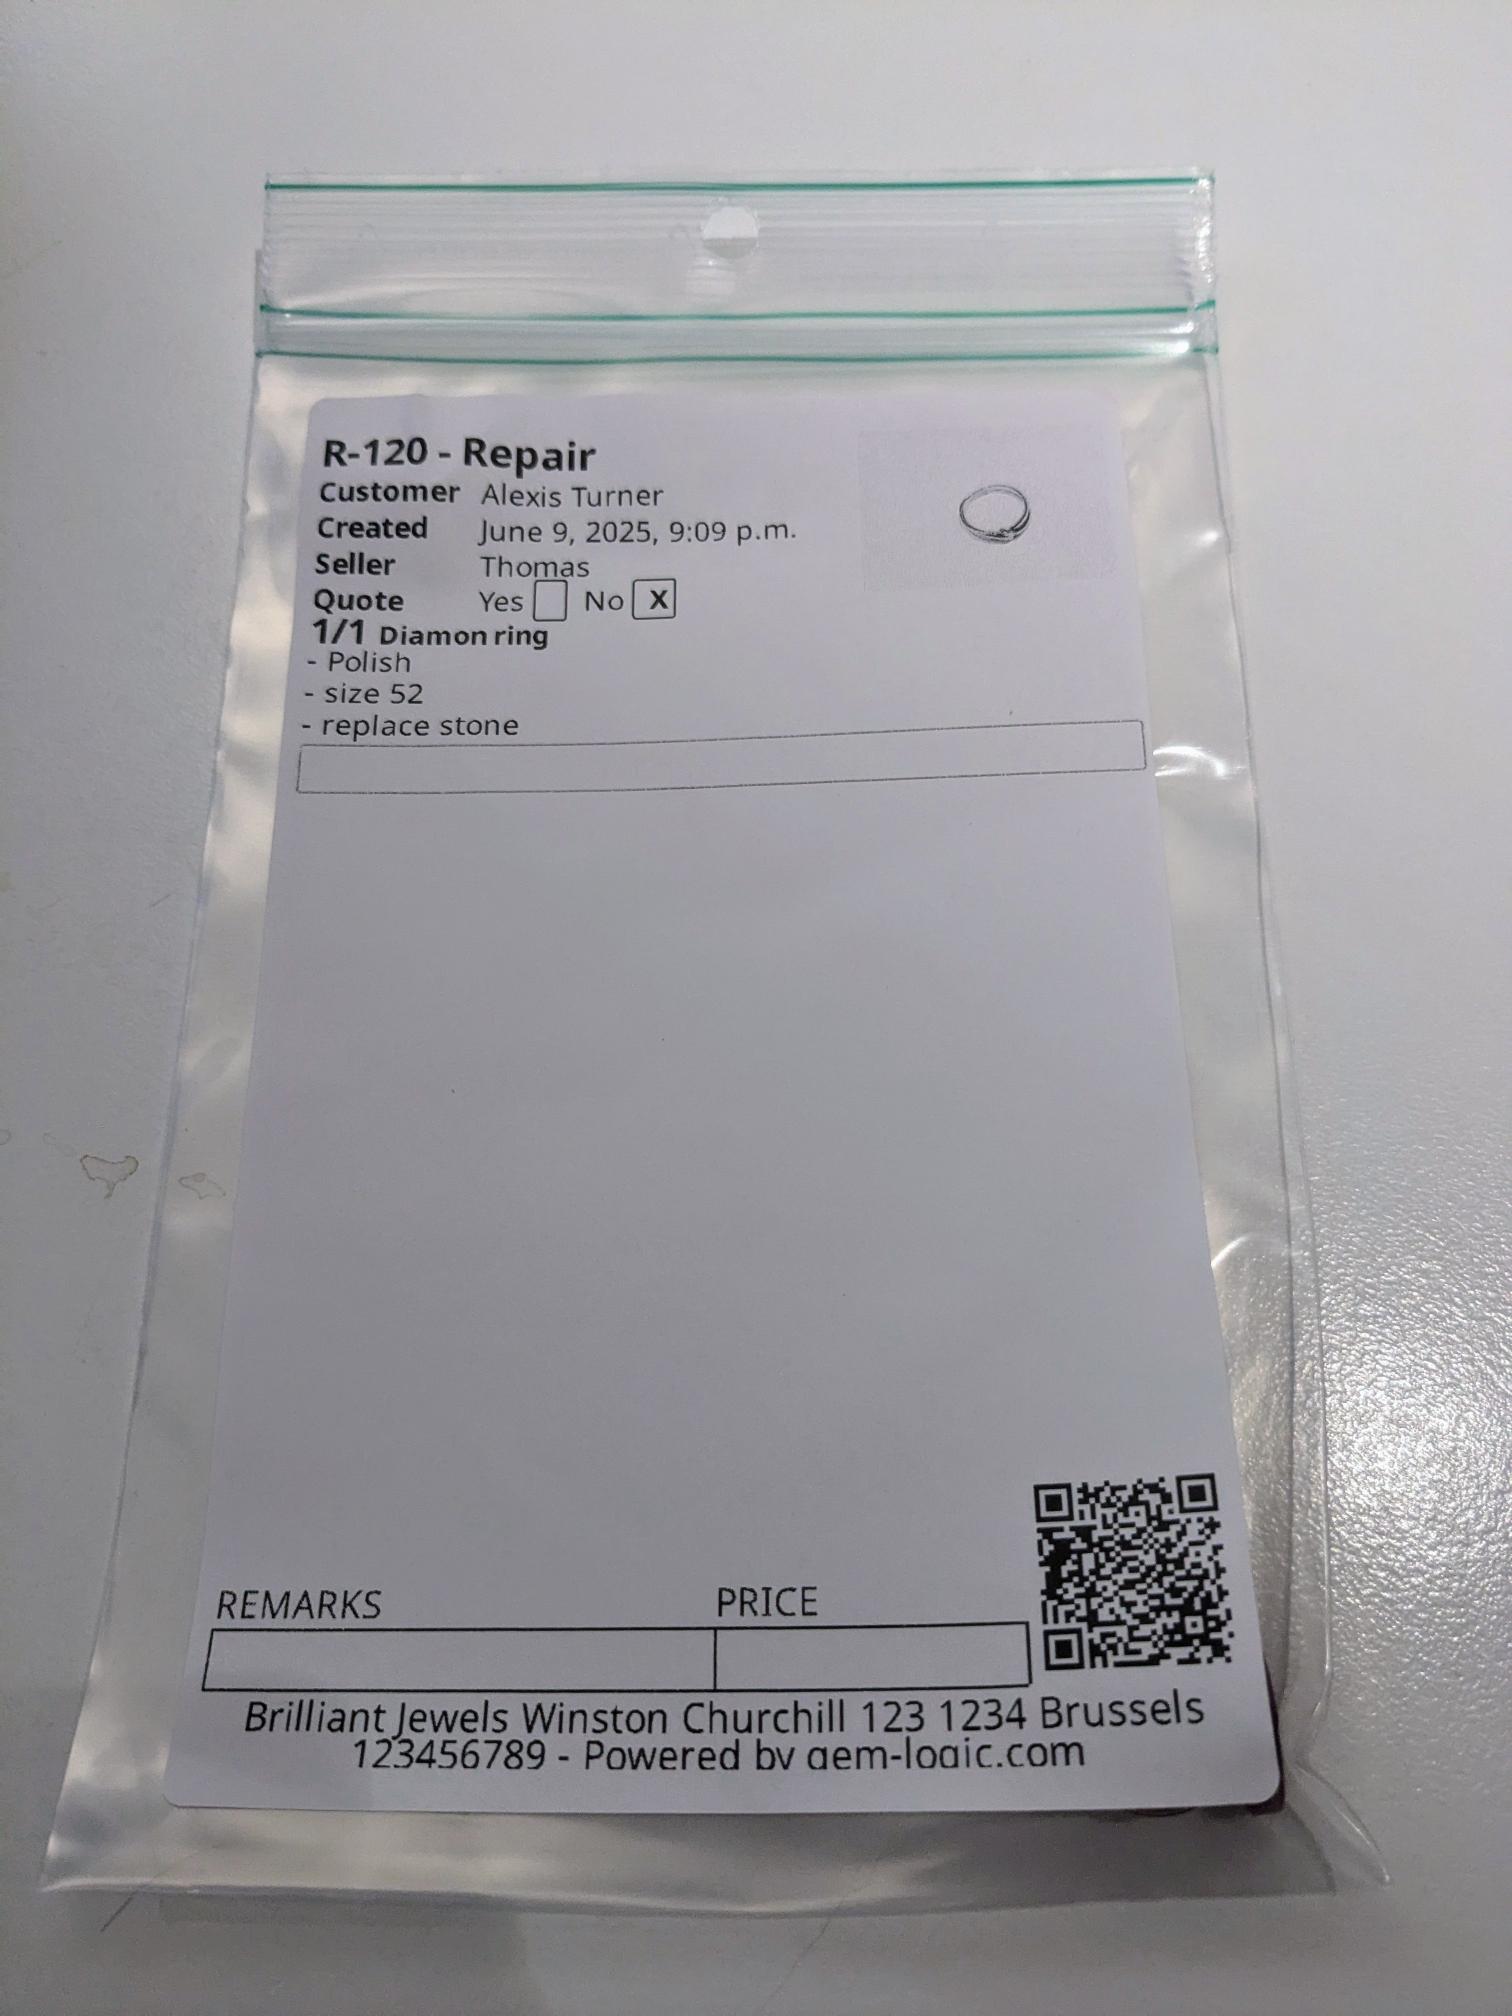 R-120 - Repair
Customer Alexis Turner
Created June 9, 2025, 9:09 p.m.
Seller Thomas
Quote Yes No X
1/1 Diamon ring
- Polish
- size 52
- replace stone
REMARKS PRICE
Brilliant Jewels Winston Churchill 123 1234 Brussels
123456789 - Powered by gem-logic.com